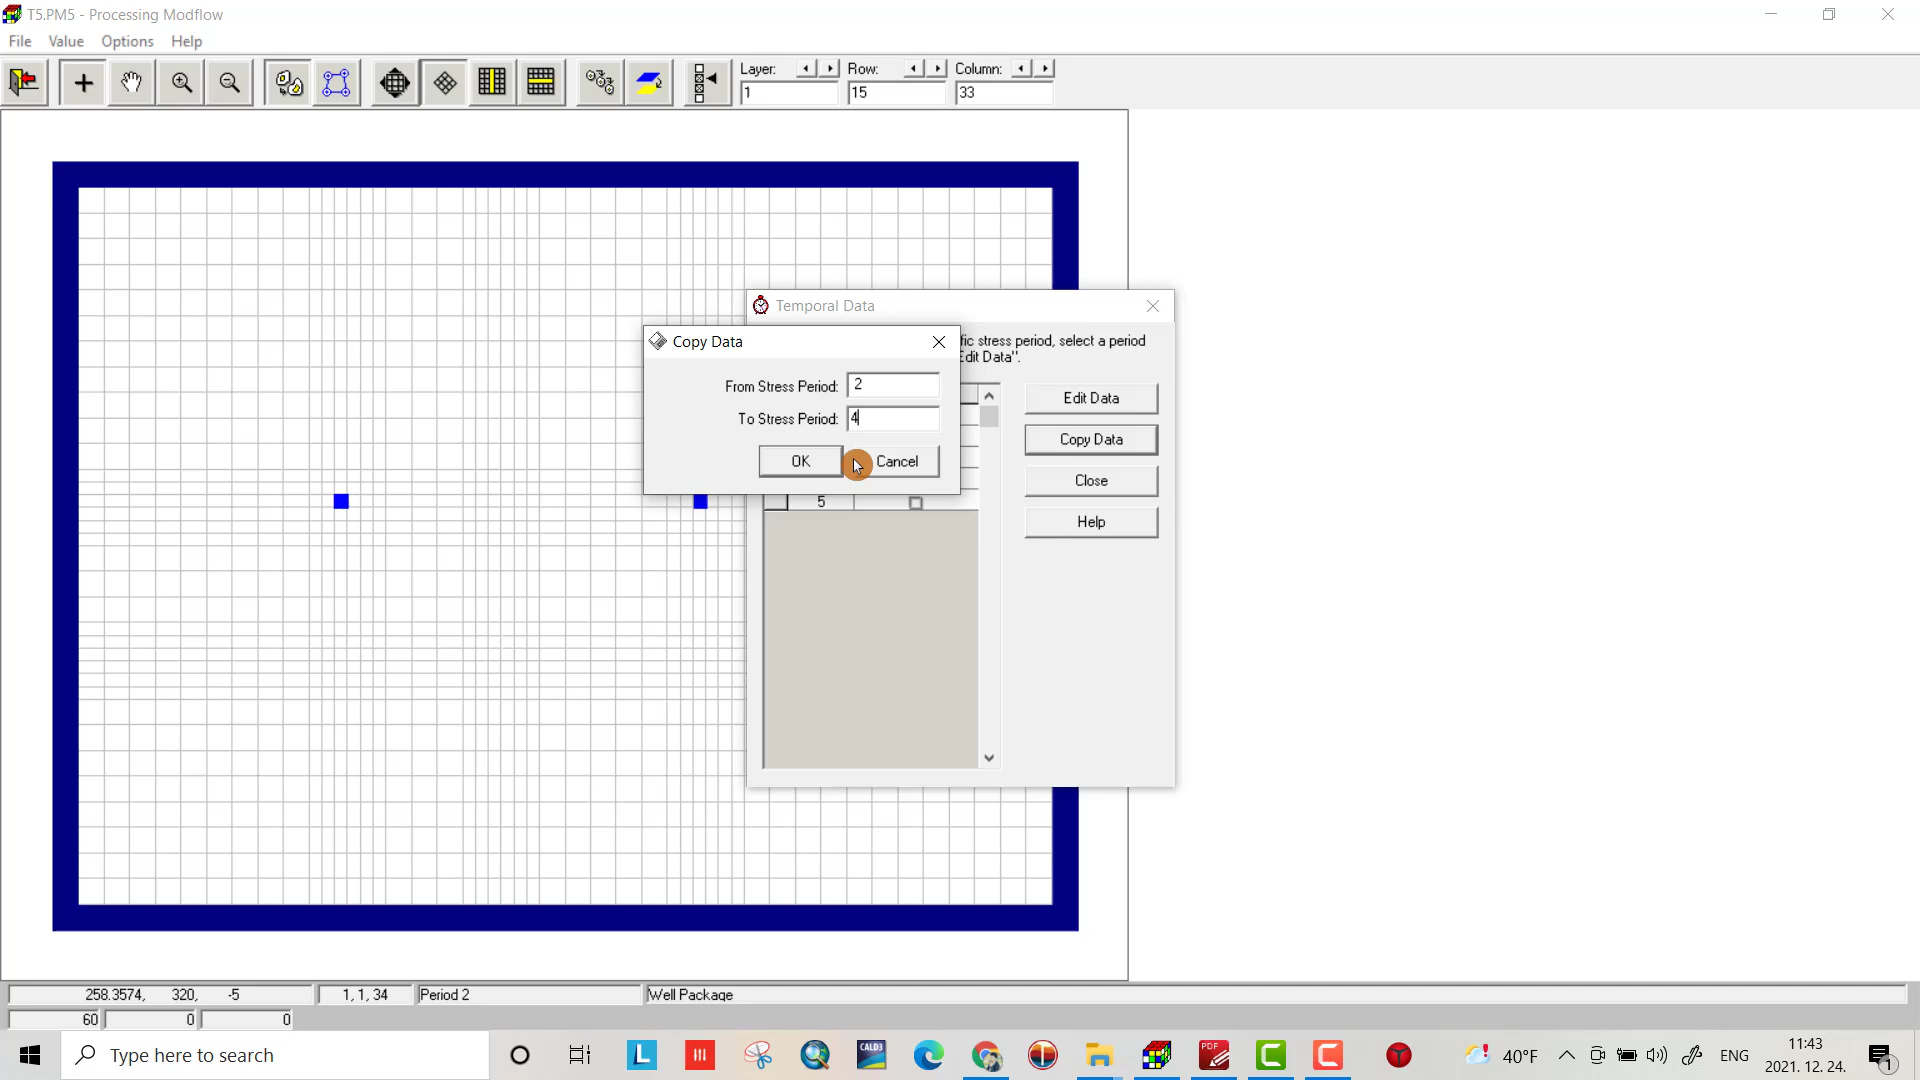 T5.PM5 - Processing Modflow
File Value Options Help
Layer: Row: Column:
1 15 33
Temporal Data
Copy Data
fic stress period, select a period
Edit Data".
From Stress Period: 2
To Stress Period: 4
OK Cancel
Edit Data
Copy Data
Close
Help
5
258.3574, 320, -5 1, 1, 34 Period 2 Well Package
60 0 0
Type here to search
L
CALD3
PDF
C
C
40°F
ENG
11:43
2021. 12. 24.
1